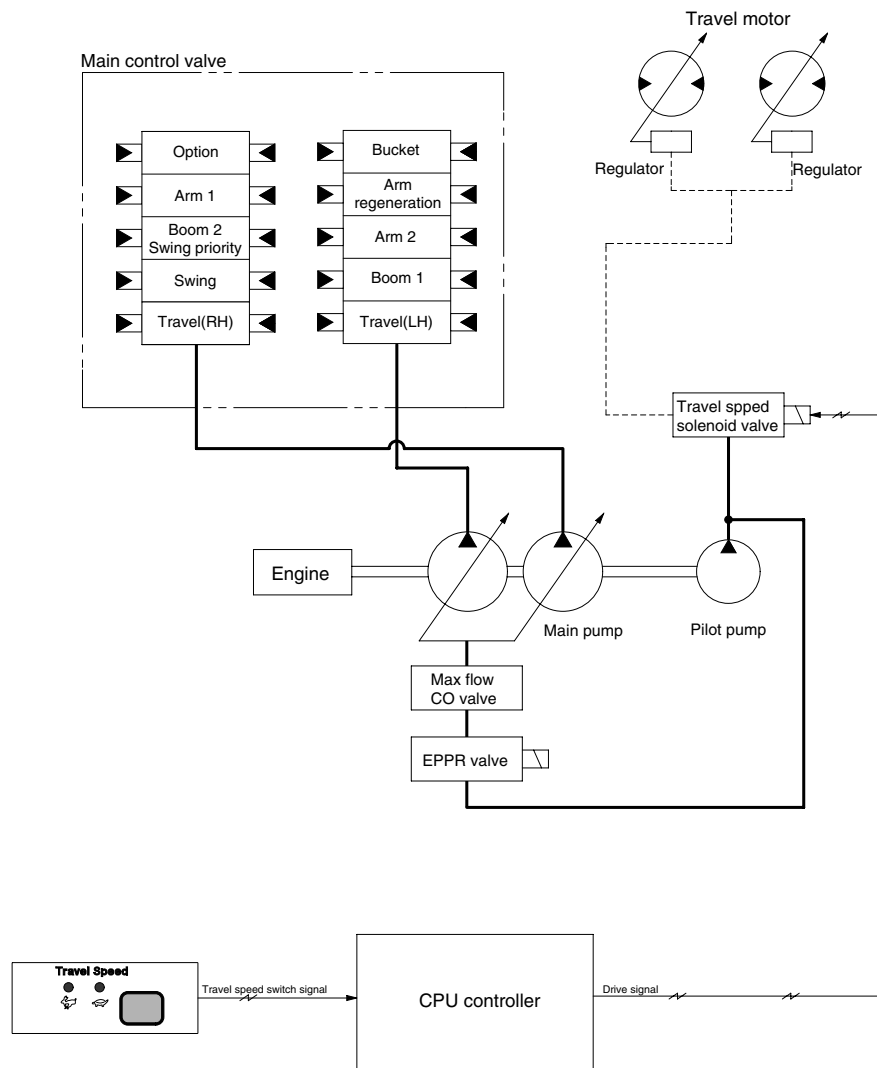 Travel motor
Main control valve
Option
Arm 1
Boom 2
Swing priority
Swing
Travel(RH)
Bucket
Arm
regeneration
Arm 2
Boom 1
Travel(LH)
Regulator
Regulator
Travel spped
solenoid valve
Engine
Main pump
Pilot pump
Max flow
CO valve
EPPR valve
Travel Speed
Travel speed switch signal
CPU controller
Drive signal